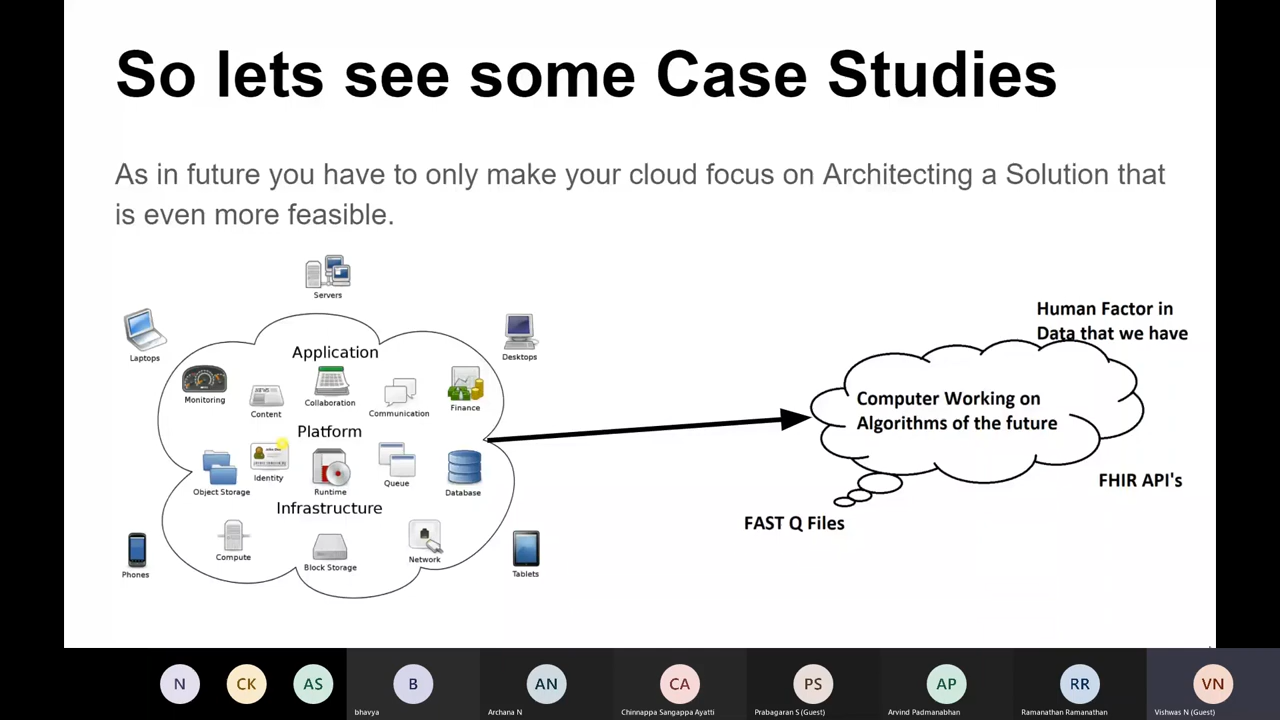 So lets see some Case Studies
As in future you have to only make your cloud focus on Architecting a Solution that
is even more feasible.
Servers
Laptops
Desktops
Application
Monitoring
Content
Collaboration
Communication
Finance
Platform
Object Storage
Identity
Runtime
Queue
Database
Infrastructure
Compute
Block Storage
Network
Phones
Tablets
Human Factor in
Data that we have
Computer Working on
Algorithms of the future
FHIR API's
FAST Q Files
N
CK
AS
B
AN
CA
PS
AP
RR
VN
bhavya
Archana N
Chinnappa Sangappa Ayatti
Prabagaran S (Guest)
Arvind Padmanabhan
Ramanathan Ramanathan
Vishwas N (Guest)